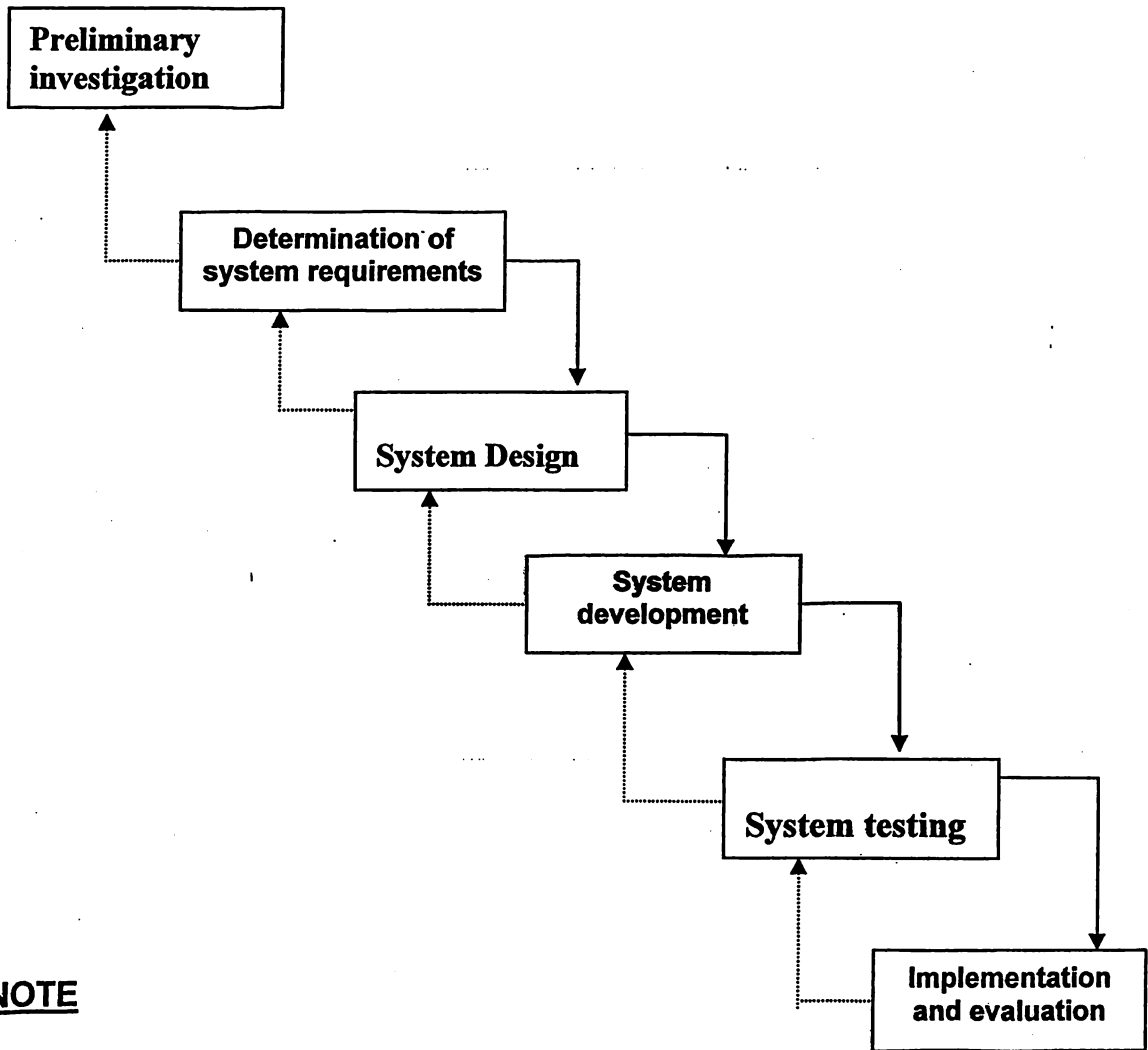 Preliminary
investigation
Determination of
system requirements
System Design
System
development
System testing
Implementation
and evaluation
NOTE